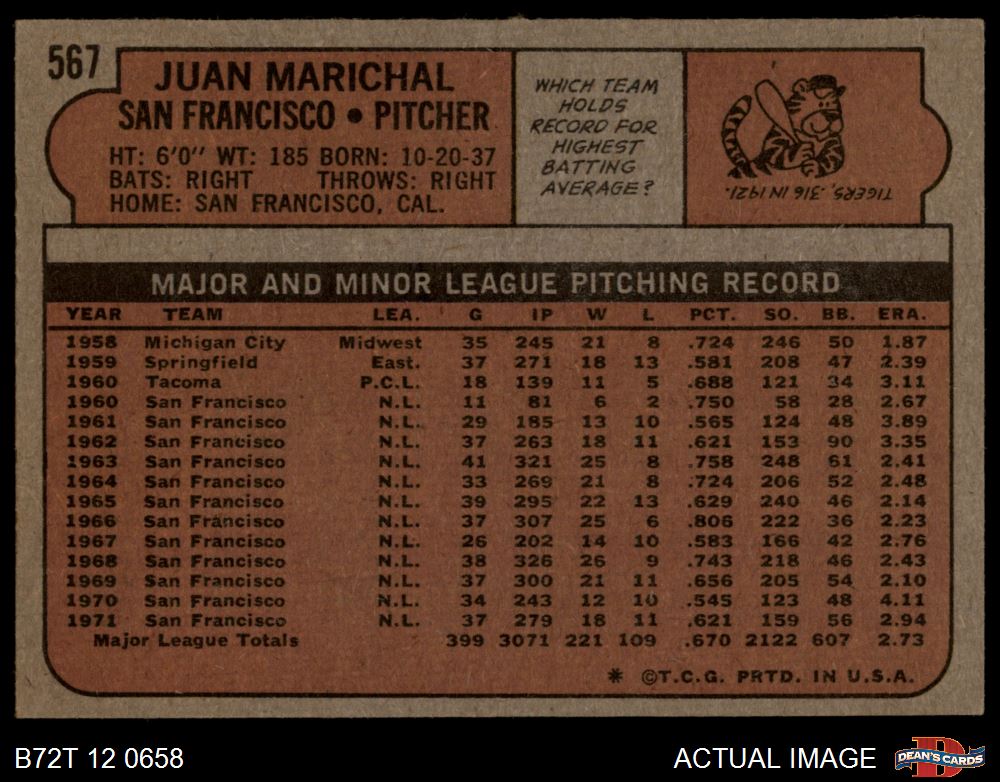 567
JUAN MARICHAL
SAN FRANCISCO • PITCHER
HT: 6'0" WT: 185 BORN: 10-20-37
BATS: RIGHT THROWS: RIGHT
HOME: SAN FRANCISCO, CAL.
WHICH TEAM
HOLDS
RECORD FOR
HIGHEST
BATTING
AVERAGE?
TIGERS, .316 IN 1921.
MAJOR AND MINOR LEAGUE PITCHING RECORD
YEAR TEAM LEA. G IP W L PCT. SO. BB. ERA.
1958 Michigan City Midwest 35 245 21 8 .724 246 50 1.87
1959 Springfield East. 37 271 18 13 .581 208 47 2.39
1960 Tacoma P.C.L. 18 139 11 5 .688 121 34 3.11
1960 San Francisco N.L. 11 81 6 2 .750 58 28 2.67
1961 San Francisco N.L. 29 185 13 10 .565 124 48 3.89
1962 San Francisco N.L. 37 263 18 11 .621 153 90 3.35
1963 San Francisco N.L. 41 321 25 8 .758 248 61 2.41
1964 San Francisco N.L. 33 269 21 8 .724 206 52 2.48
1965 San Francisco N.L. 39 295 22 13 .629 240 46 2.14
1966 San Francisco N.L. 37 307 25 6 .806 222 36 2.23
1967 San Francisco N.L. 26 202 14 10 .583 166 42 2.76
1968 San Francisco N.L. 38 326 26 9 .743 218 46 2.43
1969 San Francisco N.L. 37 300 21 11 .656 205 54 2.10
1970 San Francisco N.L. 34 243 12 10 .545 123 48 4.11
1971 San Francisco N.L. 37 279 18 11 .621 159 56 2.94
Major League Totals 399 3071 221 109 .670 2122 607 2.73
* ©T.C.G. PRTD. IN U.S.A.
B72T 12 0658
ACTUAL IMAGE
D
DEAN'S CARDS